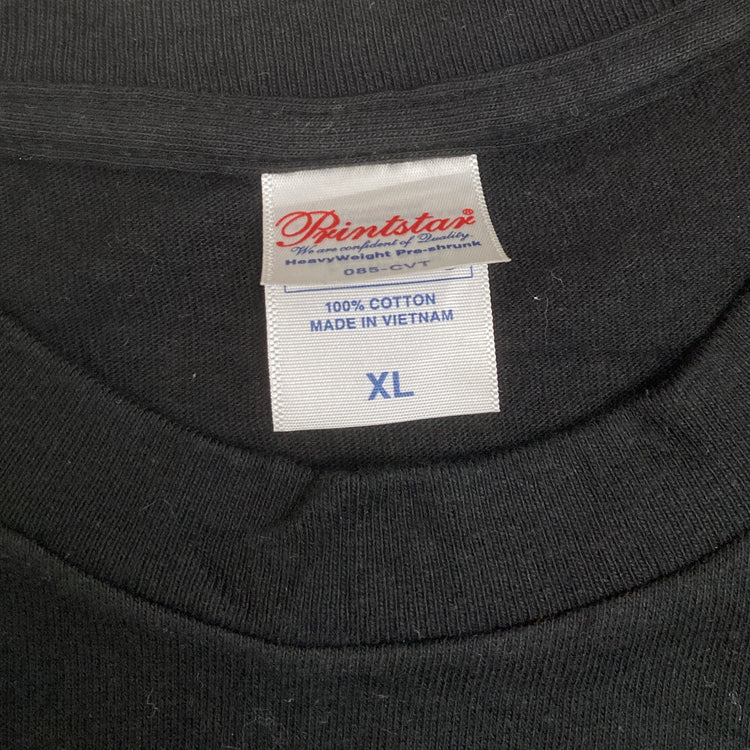 Printstar®
We are confident of Quality.
HeavyWeight Pre-shrunk
085-CVT
100% COTTON
MADE IN VIETNAM
XL